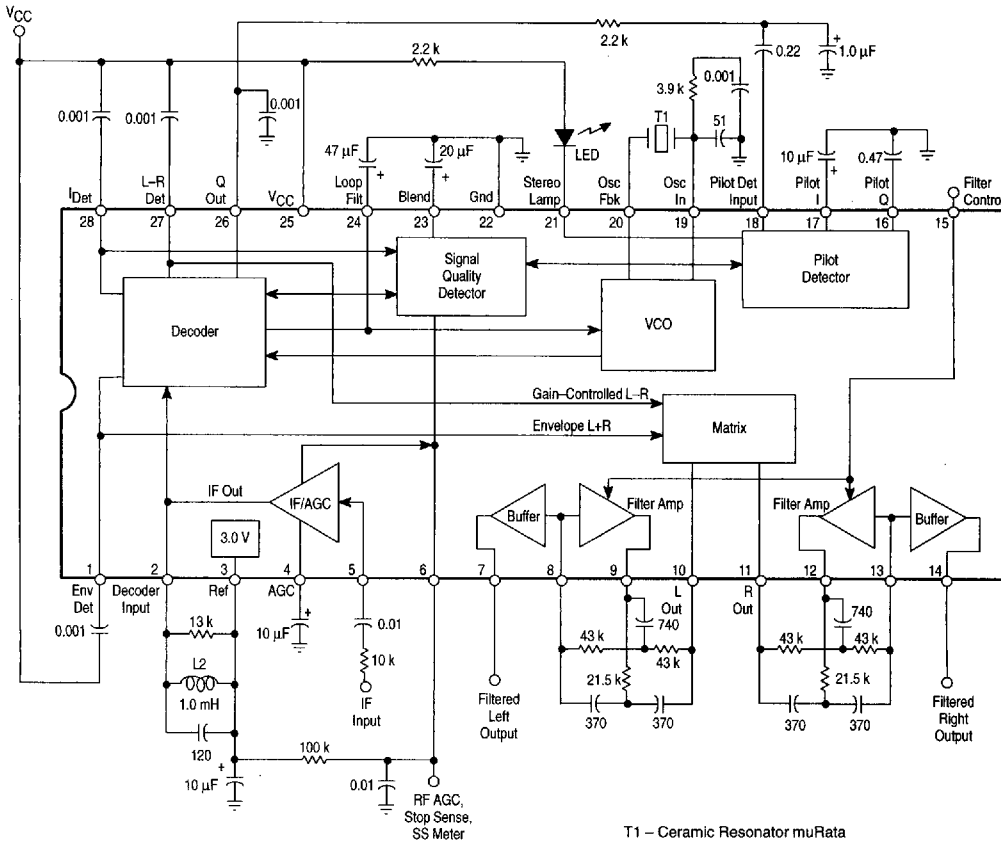 VCC
2.2 k
2.2 k
0.22
+
1.0 µF
0.001
0.001
0.001
47 µF
+
20 µF
+
LED
T1
3.9 k
0.001
51
10 µF
+
0.47
IDet
28
L–R
Det
27
Q
Out
26
VCC
25
Loop
Filt
24
Blend
23
Gnd
22
Stereo
Lamp
21
Osc
Fbk
20
Osc
In
19
Pilot Det
Input
18
Pilot
I
17
Pilot
Q
16
Filter
Control
15
Decoder
Signal
Quality
Detector
VCO
Pilot
Detector
Gain–Controlled L–R
Envelope L+R
Matrix
IF Out
IF/AGC
3.0 V
Buffer
Filter Amp
Filter Amp
Buffer
1
Env
Det
2
Decoder
Input
3
Ref
4
AGC
5
6
7
8
9
10
L
Out
11
R
Out
12
13
14
0.001
13 k
L2
1.0 mH
120
+
10 µF
+
10 µF
0.01
10 k
IF
Input
100 k
0.01
RF AGC,
Stop Sense,
SS Meter
Filtered
Left
Output
740
43 k
43 k
21.5 k
370
370
740
43 k
43 k
21.5 k
370
370
Filtered
Right
Output
T1 – Ceramic Resonator muRata